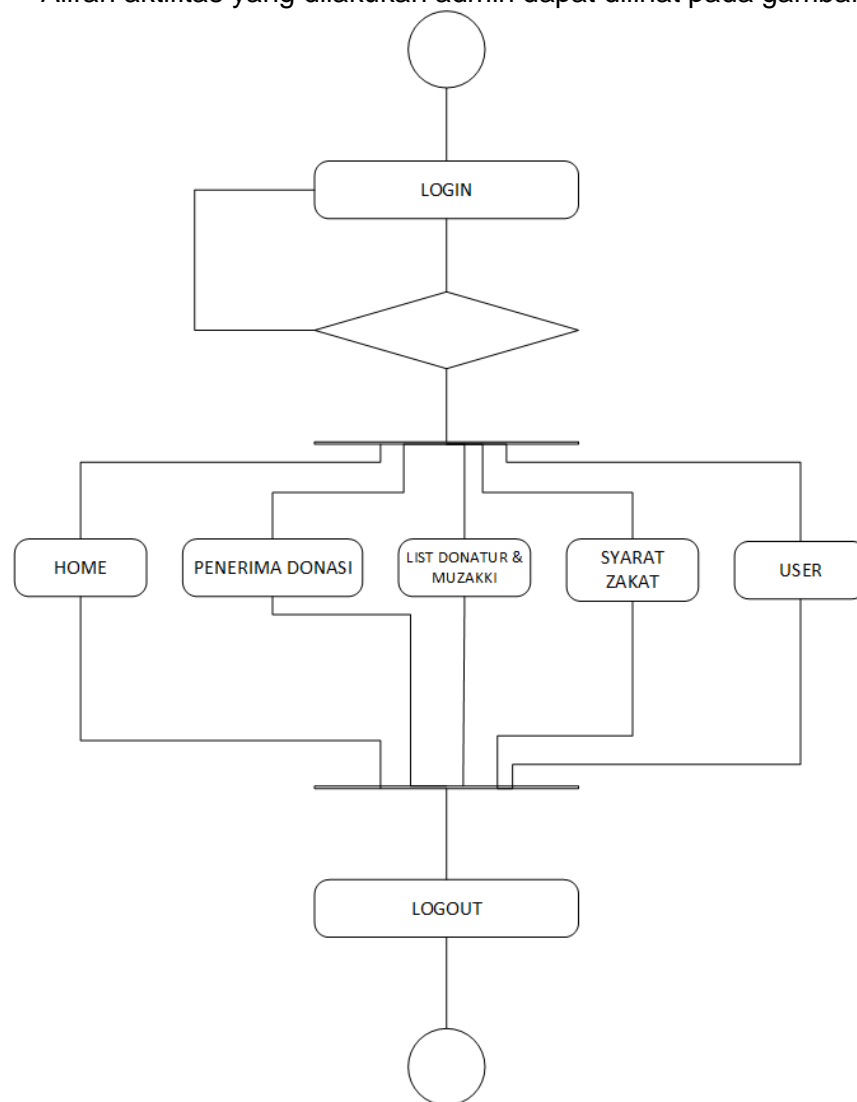 Aliran aktifitas yang dilakukan admin dapat dilihat pada gambar
LOGIN
HOME
PENERIMA DONASI
LIST DONATUR &
MUZAKKI
SYARAT
ZAKAT
USER
LOGOUT